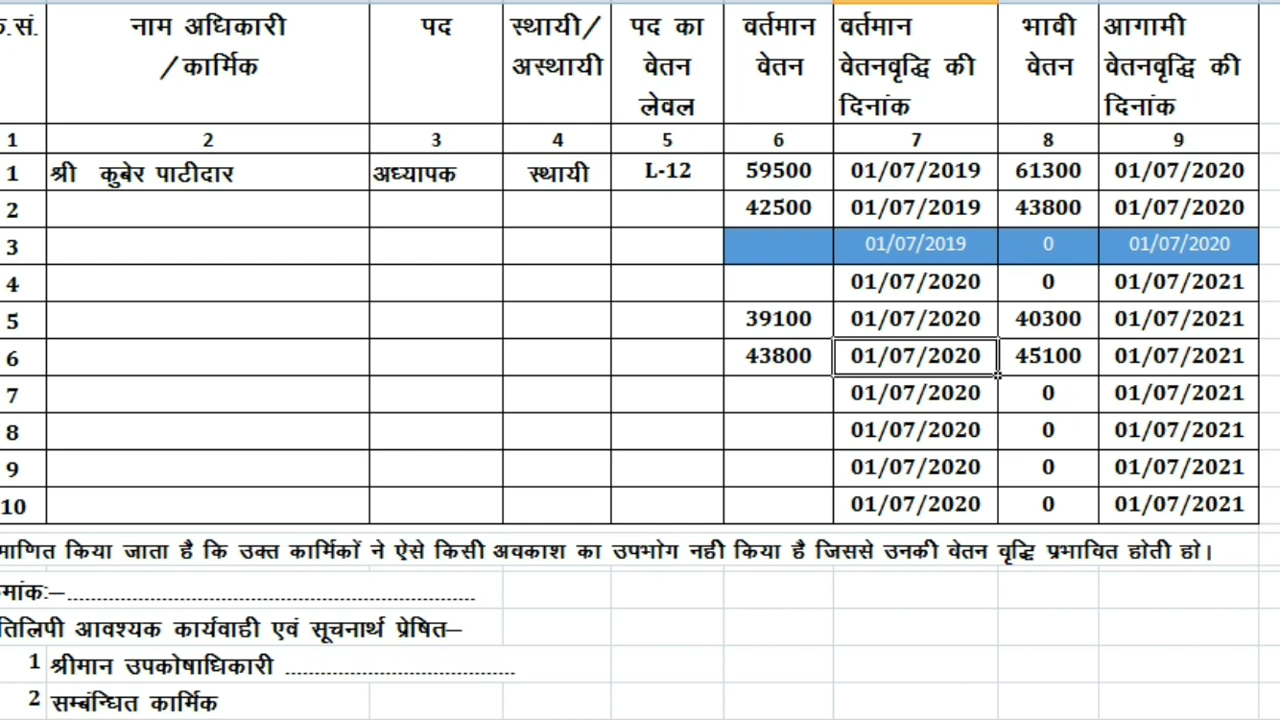 क्र.सं. नाम अधिकारी पद स्थायी/ पद का वर्तमान वर्तमान भावी आगामी
/कार्मिक अस्थायी वेतन वेतन वेतनवृद्धि की वेतन वेतनवृद्धि की
लेवल दिनांक दिनांक
1 2 3 4 5 6 7 8 9
1 श्री कुबेर पाटीदार अध्यापक स्थायी L-12 59500 01/07/2019 61300 01/07/2020
2 42500 01/07/2019 43800 01/07/2020
3 01/07/2019 0 01/07/2020
4 01/07/2020 0 01/07/2021
5 39100 01/07/2020 40300 01/07/2021
6 43800 01/07/2020 45100 01/07/2021
7 01/07/2020 0 01/07/2021
8 01/07/2020 0 01/07/2021
9 01/07/2020 0 01/07/2021
10 01/07/2020 0 01/07/2021
माणित किया जाता है कि उक्त कार्मिकों ने ऐसे किसी अवकाश का उपभोग नही किया है जिससे उनकी वेतन वृद्धि प्रभावित होती हो।
मांकः–......................................................................
तिलिपी आवश्यक कार्यवाही एवं सूचनार्थ प्रेषित–
1 श्रीमान उपकोषाधिकारी ........................................
2 सम्बंन्धित कार्मिक